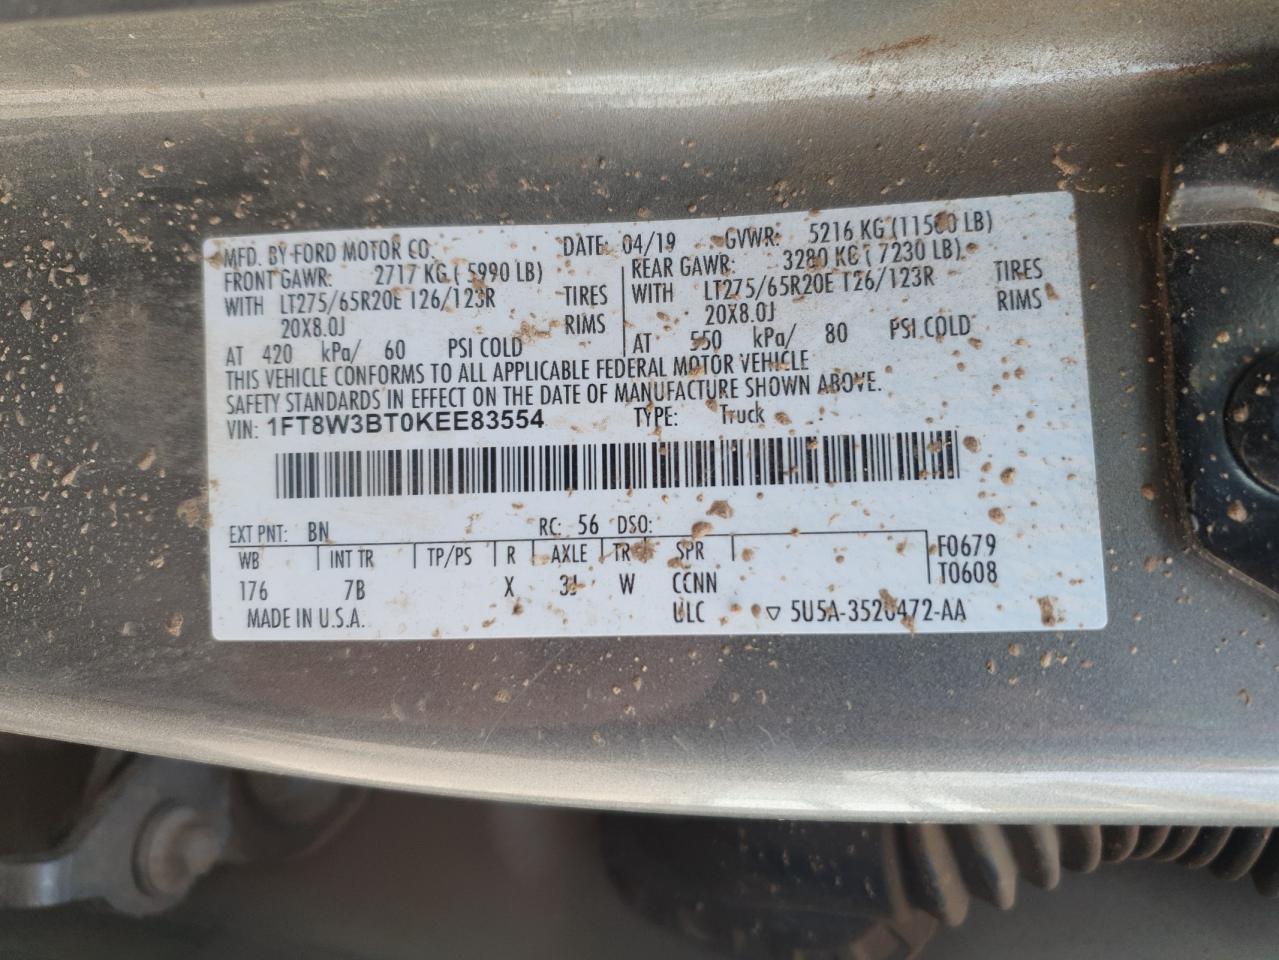 MFD. BY FORD MOTOR CO. DATE: 04/19 GVWR: 5216 KG (11500 LB)
FRONT GAWR: 2717 KG ( 5990 LB) REAR GAWR: 3280 KG ( 7230 LB)
WITH LT275/65R20E 126/123R TIRES WITH LT275/65R20E 126/123R TIRES
20X8.0J RIMS 20X8.0J RIMS
AT 420 kPa/ 60 PSI COLD AT 550 kPa/ 80 PSI COLD
THIS VEHICLE CONFORMS TO ALL APPLICABLE FEDERAL MOTOR VEHICLE
SAFETY STANDARDS IN EFFECT ON THE DATE OF MANUFACTURE SHOWN ABOVE.
VIN: 1FT8W3BT0KEE83554 TYPE: Truck
EXT PNT: BN RC: 56 DSO:
WB INT TR TP/PS R AXLE TR SPR F0679
176 7B X W CCNN T0608
MADE IN U.S.A. ULC ▽ 5U5A-3520472-AA